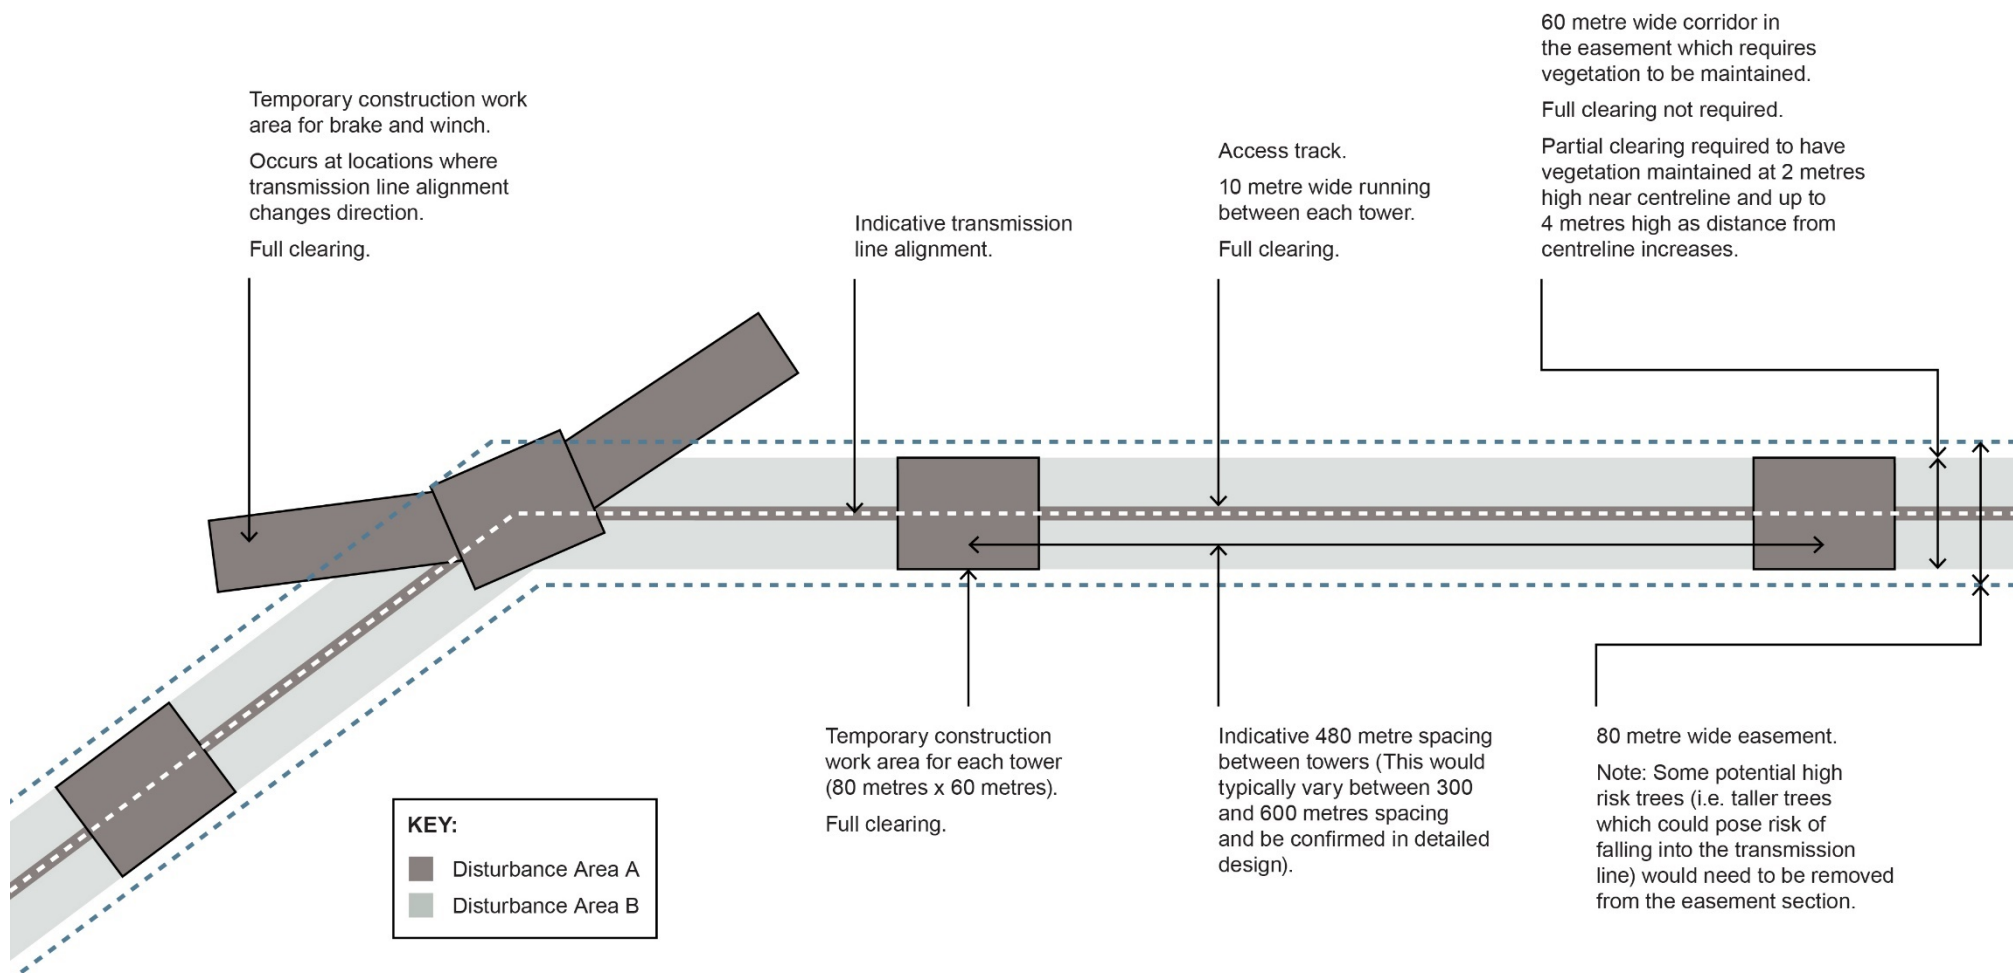 Temporary construction work
area for brake and winch.
Occurs at locations where
transmission line alignment
changes direction.
Full clearing.
Indicative transmission
line alignment.
Access track.
10 metre wide running
between each tower.
Full clearing.
60 metre wide corridor in
the easement which requires
vegetation to be maintained.
Full clearing not required.
Partial clearing required to have
vegetation maintained at 2 metres
high near centreline and up to
4 metres high as distance from
centreline increases.
Temporary construction
work area for each tower
(80 metres x 60 metres).
Full clearing.
Indicative 480 metre spacing
between towers (This would
typically vary between 300
and 600 metres spacing
and be confirmed in detailed
design).
80 metre wide easement.
Note: Some potential high
risk trees (i.e. taller trees
which could pose risk of
falling into the transmission
line) would need to be removed
from the easement section.
KEY:
Disturbance Area A
Disturbance Area B